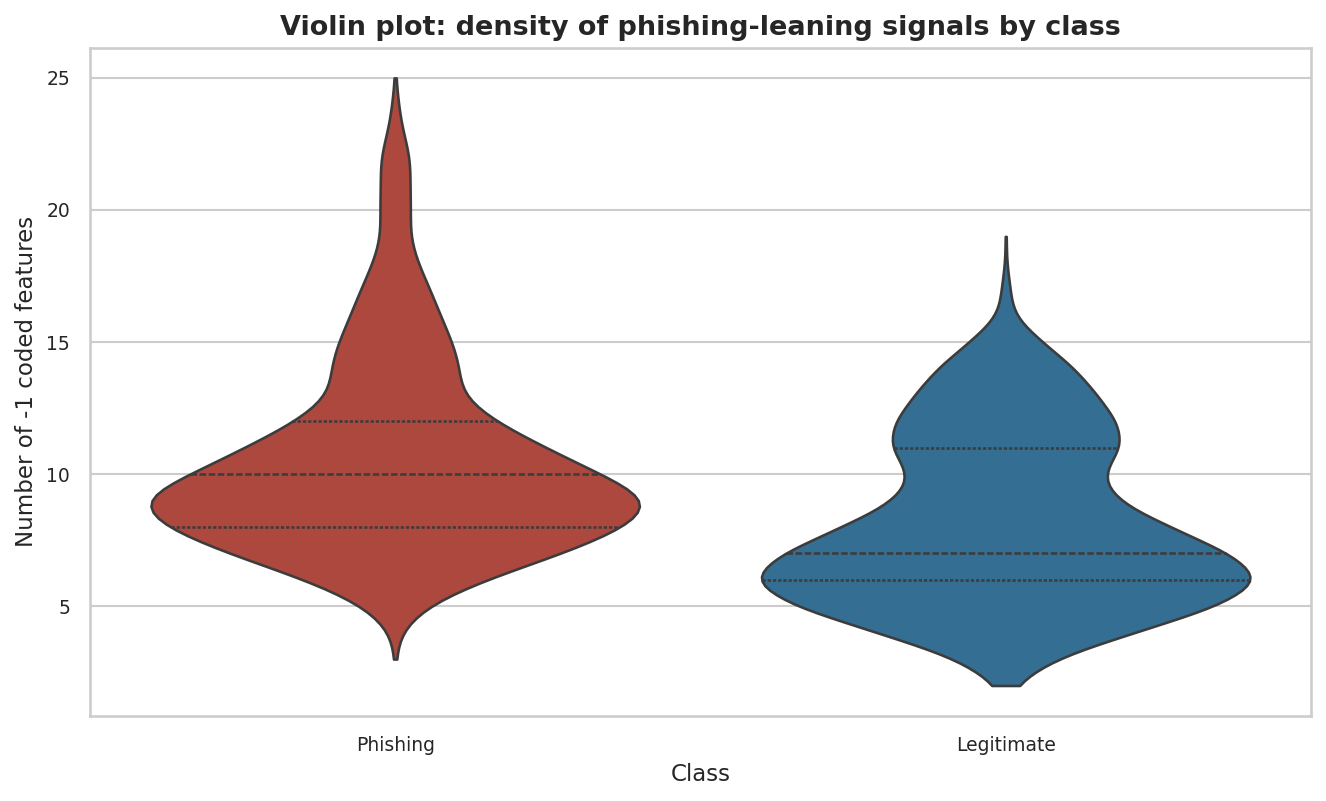 Violin plot: density of phishing-leaning signals by class
Number of -1 coded features
25
20
15
10
5
Phishing
Legitimate
Class